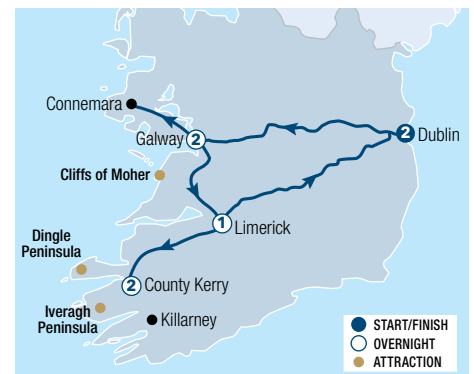 Connemara
Galway 2
2 Dublin
Cliffs of Moher
1 Limerick
Dingle
Peninsula
2 County Kerry
Iveragh
Peninsula
Killarney
START/FINISH
OVERNIGHT
ATTRACTION